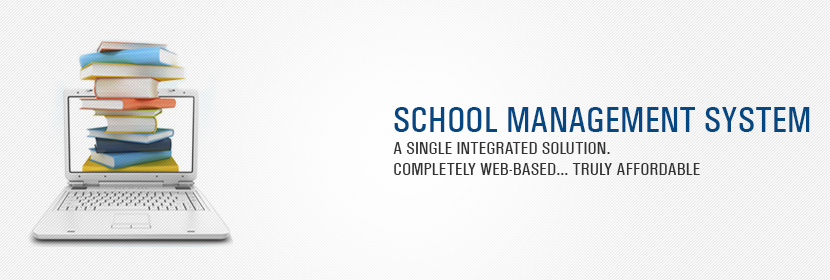 SCHOOL MANAGEMENT SYSTEM
A SINGLE INTEGRATED SOLUTION.
COMPLETELY WEB-BASED... TRULY AFFORDABLE